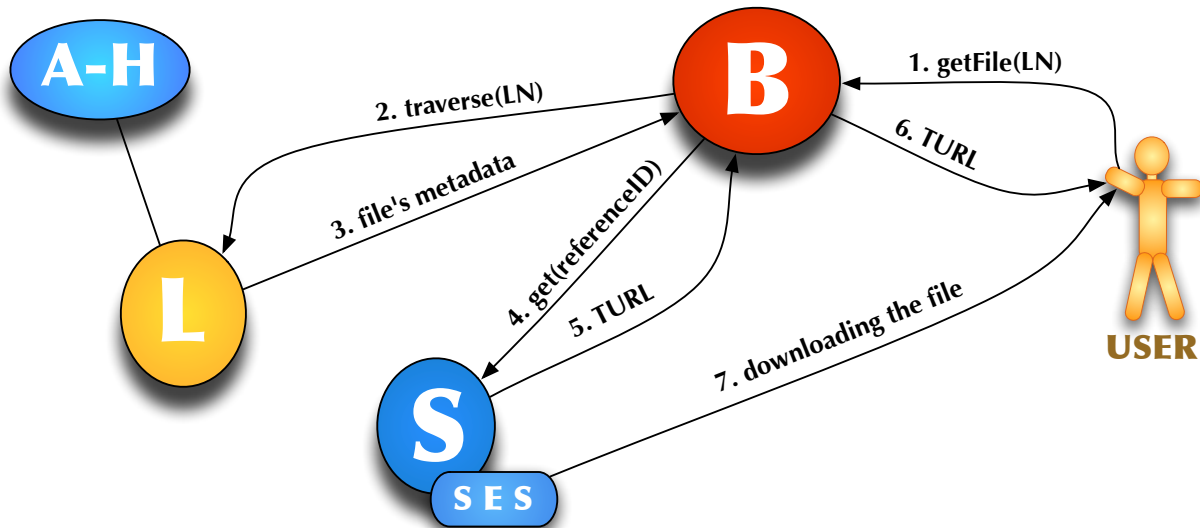 A-H
B
1. getFile(LN)
2. traverse(LN)
6. TURL
3. file's metadata
4. get(referenceID)
L
5. TURL
7. downloading the file
USER
S
S E S